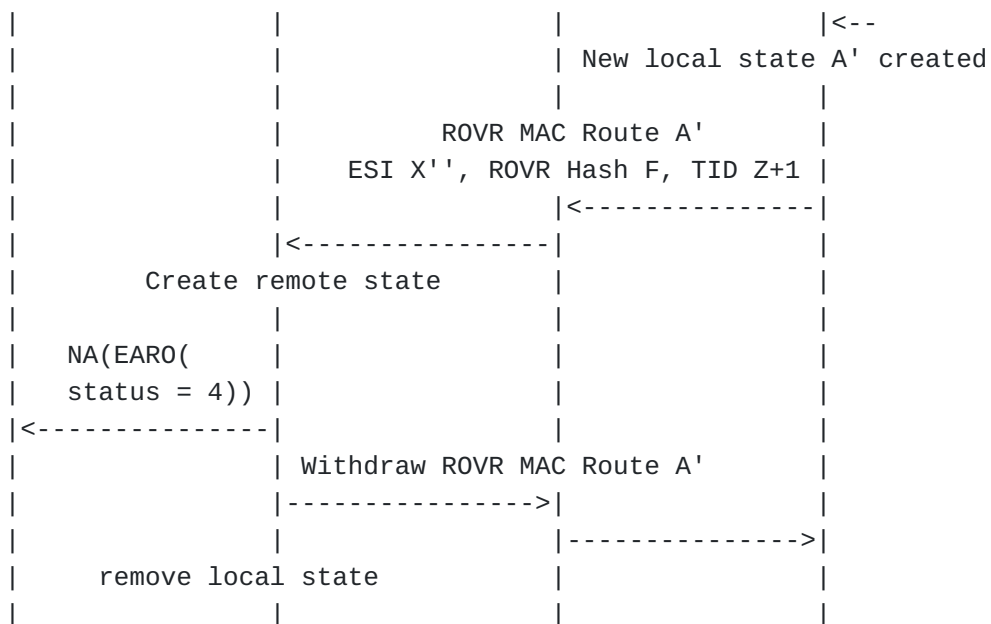 |                |                 |                |<--
|                |                 | New local state A' created
|                |                 |                |
|                |          ROVR MAC Route A'        |
|                |    ESI X'', ROVR Hash F, TID Z+1 |
|                |                 |<---------------|
|                |<----------------|                |
|        Create remote state       |                |
|                |                 |                |
|   NA(EARO(     |                 |                |
|   status = 4)) |                 |                |
|<---------------|                 |                |
|                | Withdraw ROVR MAC Route A'       |
|                |---------------->|                |
|                |                 |--------------->|
|     remove local state           |                |
|                |                 |                |